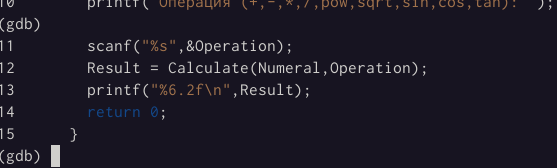 10 printf("Операция (+,-,*,/,pow,sqrt,sin,cos,tan): ");
(gdb)
11 scanf("%s",&Operation);
12 Result = Calculate(Numeral,Operation);
13 printf("%6.2f\n",Result);
14 return 0;
15 }
(gdb)